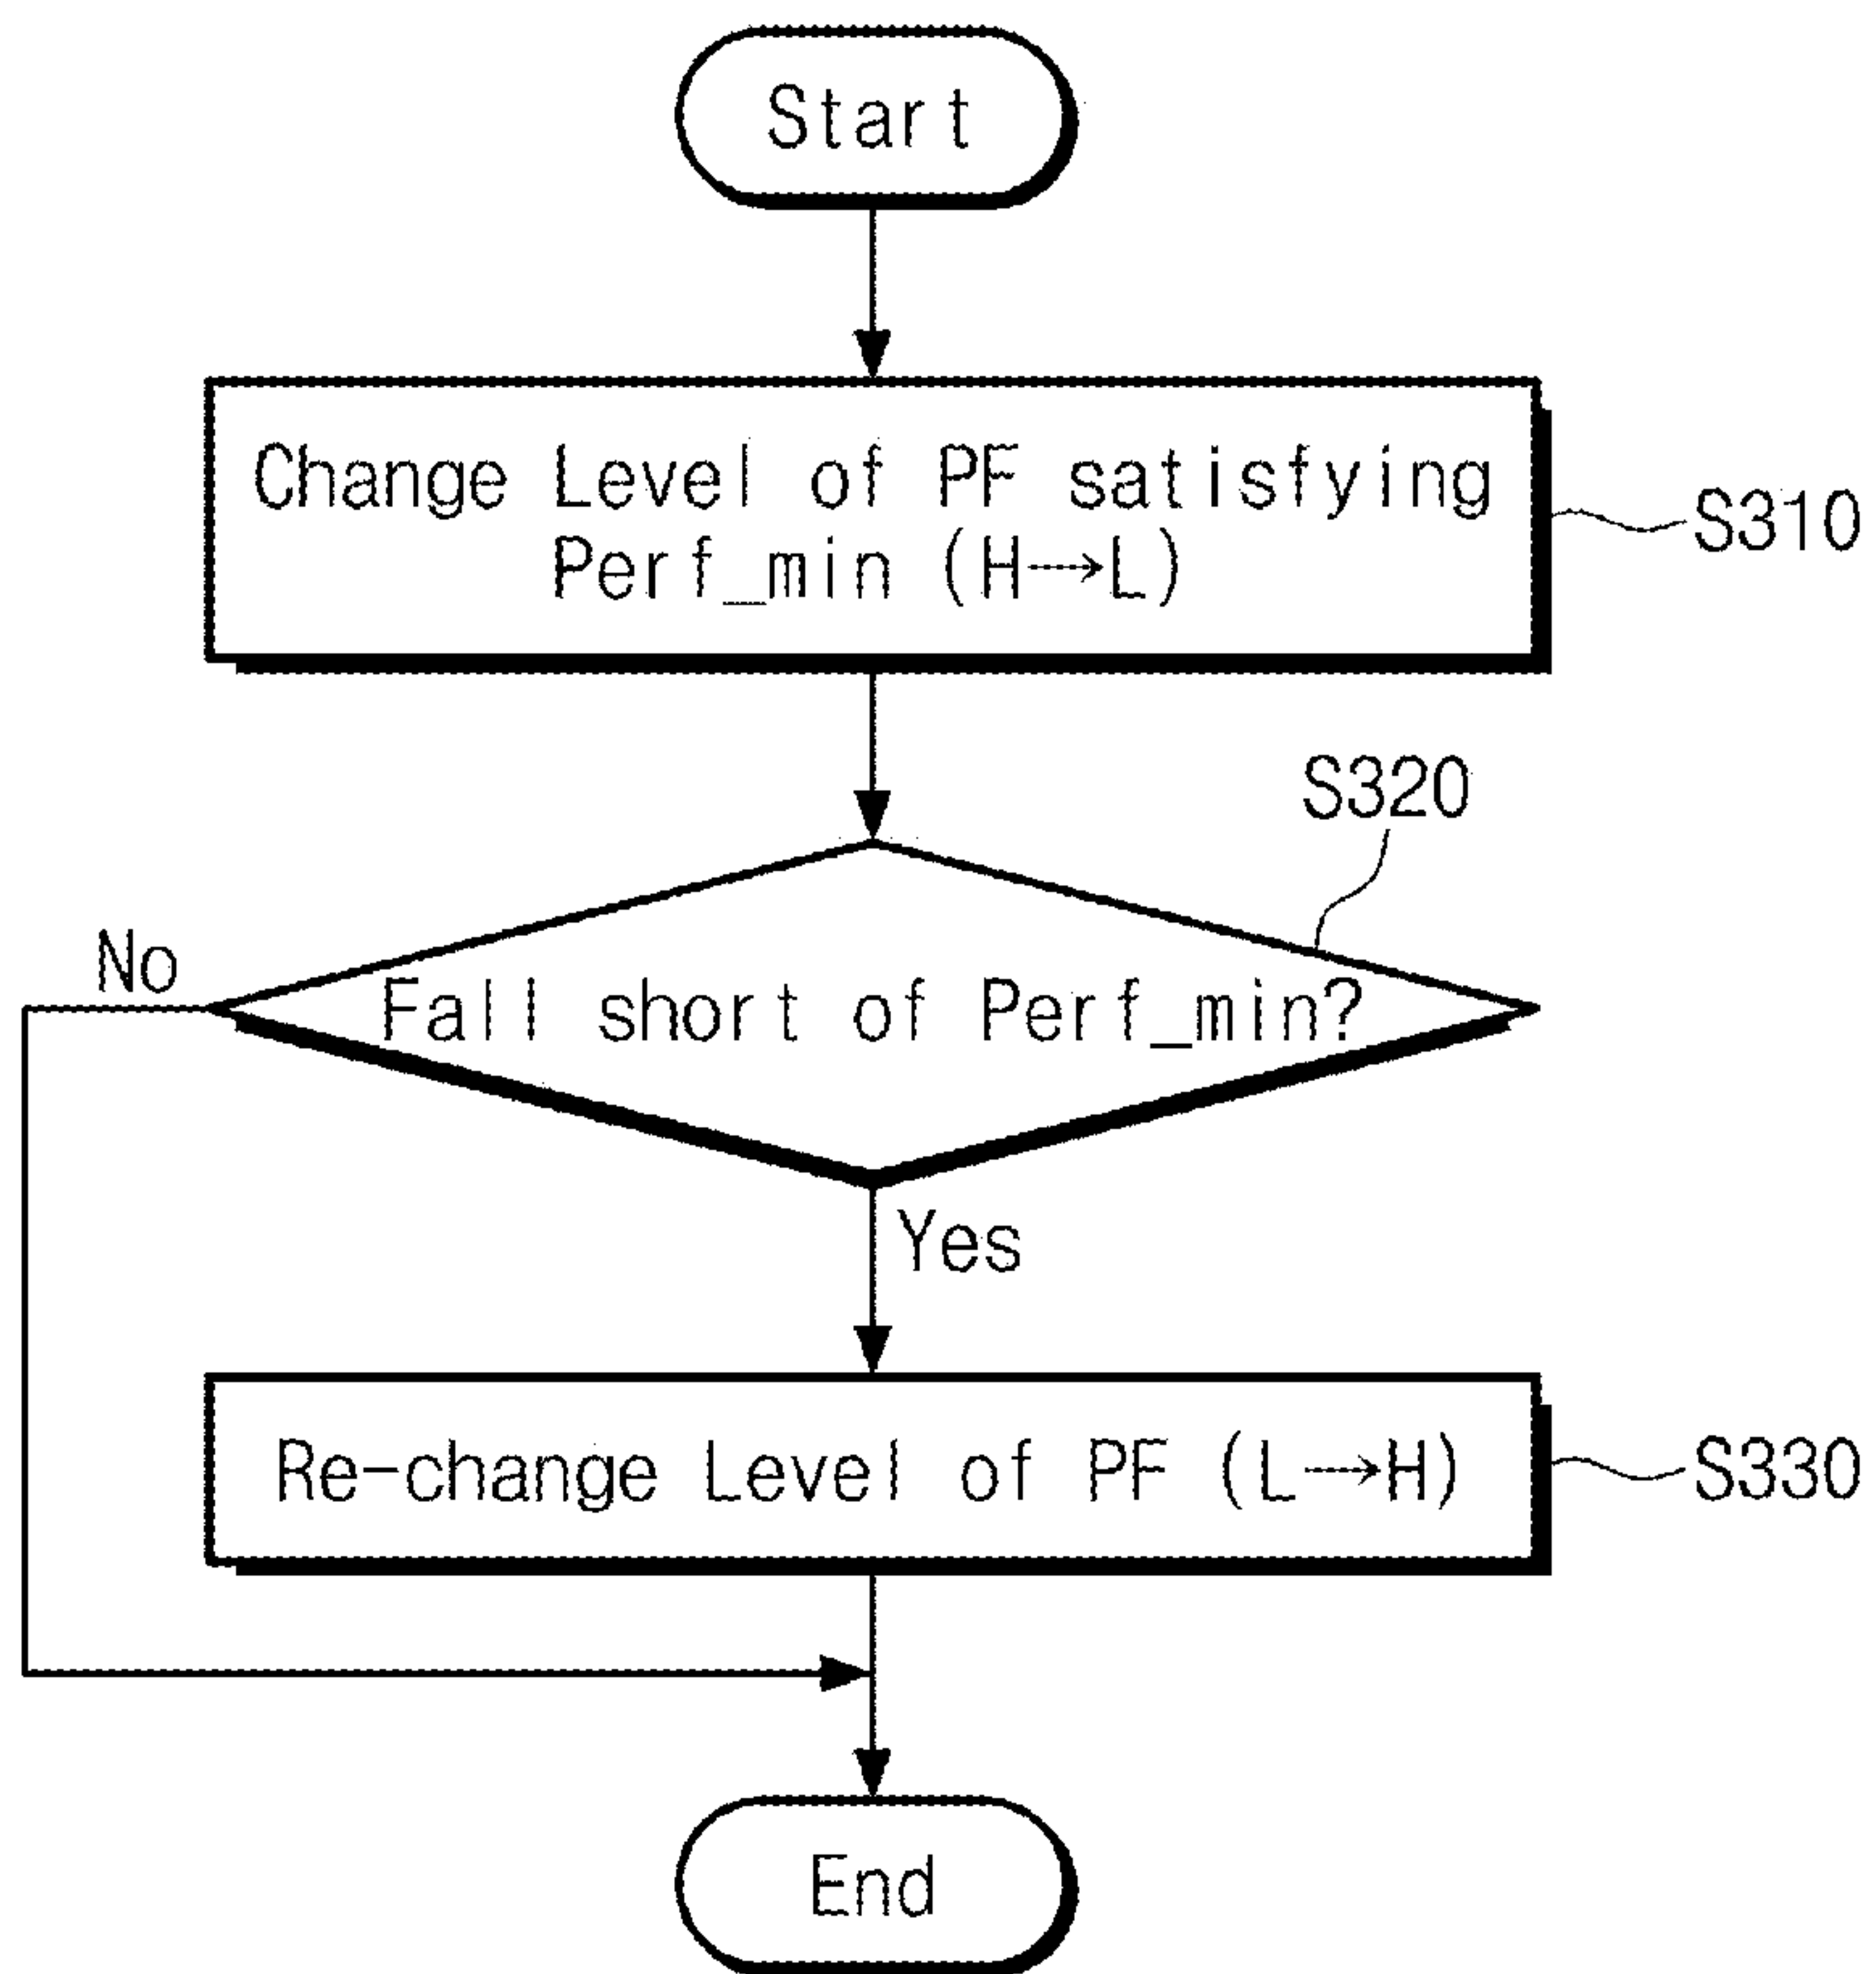 Start
Change Level of PF satisfying
Perf_min (H→L)
S310
S320
No
Fall short of Perf_min?
Yes
Re-change Level of PF (L→H)
S330
End